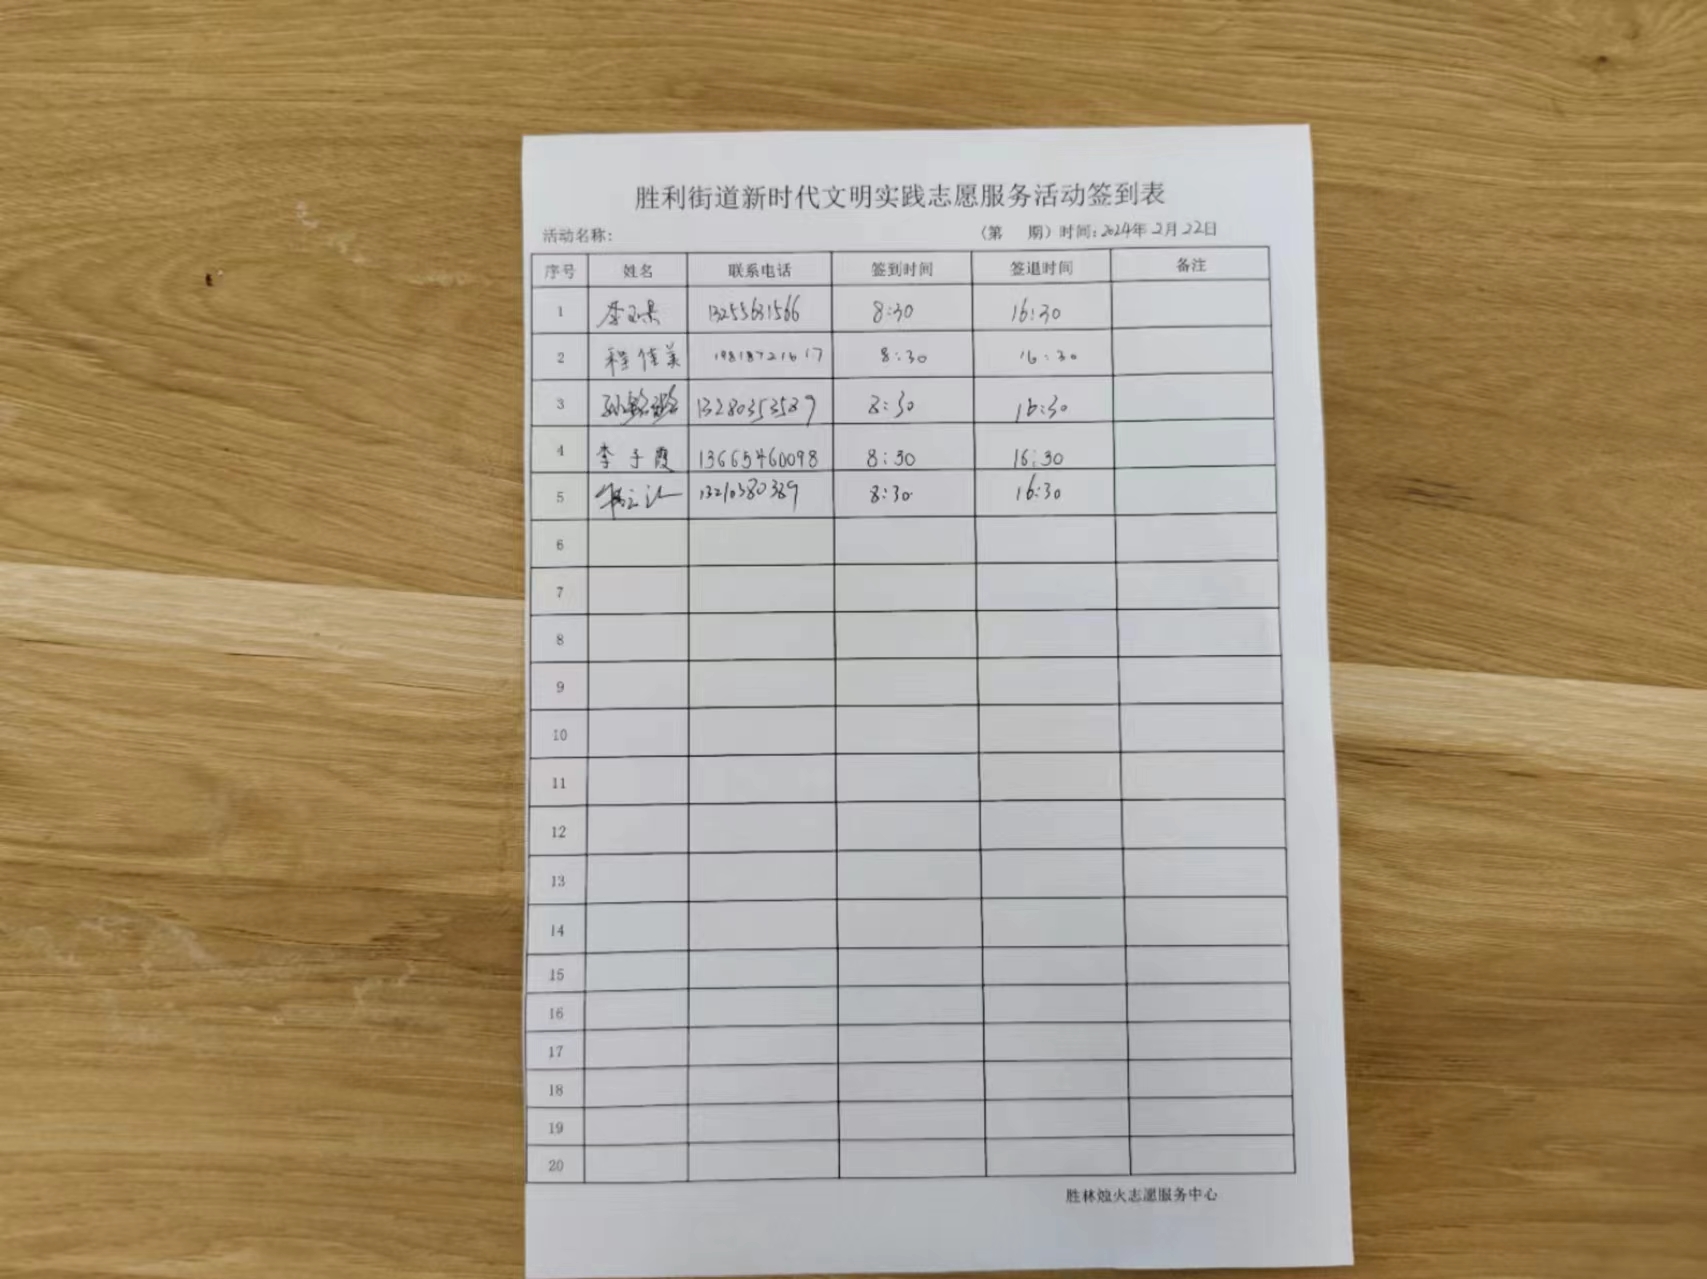 胜利街道新时代文明实践志愿服务活动签到表
活动名称: （第 期）时间: 2024年2月22日
序号 姓名 联系电话 签到时间 签退时间 备注
1 13255631566 8:30 16:30
2 程佳美 8:30 16:30
3 13280353589 8:30 16:30
4 李子霞 13665460098 8:30 16:30
5 13210380389 8:30 16:30
6
7
8
9
10
11
12
13
14
15
16
17
18
19
20
胜林烛火志愿服务中心